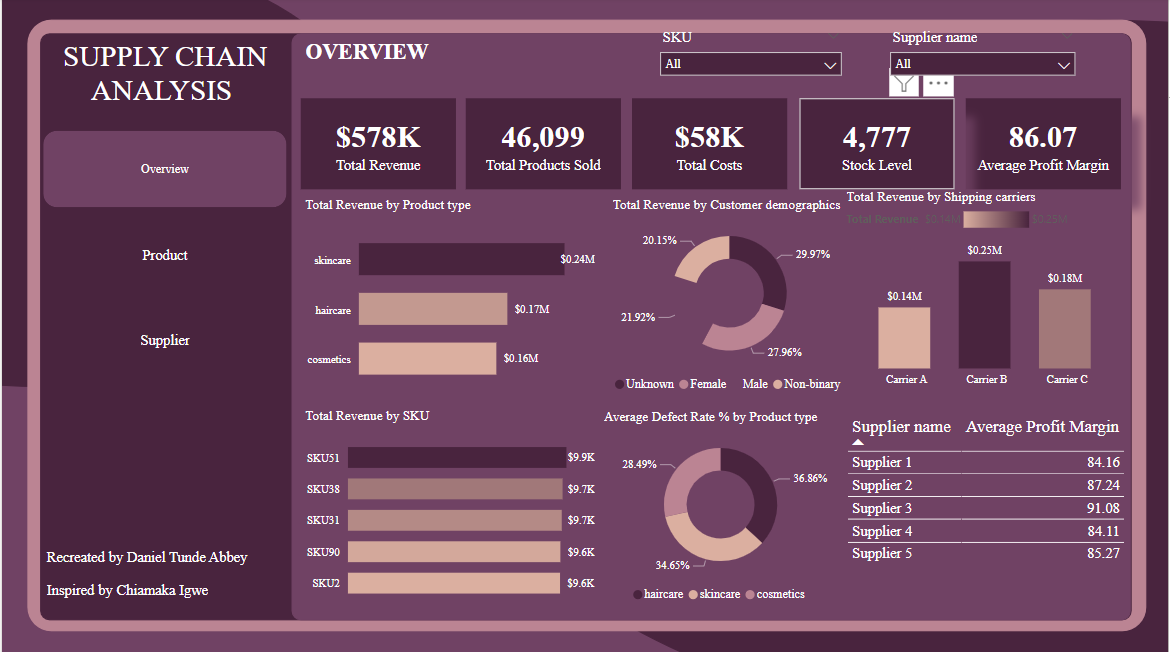 SUPPLY CHAIN
ANALYSIS
Overview
Product
Supplier
Recreated by Daniel Tunde Abbey
Inspired by Chiamaka Igwe
OVERVIEW
SKU
All
Supplier name
All
$578K
Total Revenue
46,099
Total Products Sold
$58K
Total Costs
4,777
Stock Level
86.07
Average Profit Margin
Total Revenue by Product type
skincare $0.24M
haircare $0.17M
cosmetics $0.16M
Total Revenue by Customer demographics
20.15%
29.97%
21.92%
27.96%
Unknown Female Male Non-binary
Total Revenue by Shipping carriers
Total Revenue $0.14M $0.25M
$0.14M
$0.25M
$0.18M
Carrier A Carrier B Carrier C
Total Revenue by SKU
SKU51 $9.9K
SKU38 $9.7K
SKU31 $9.7K
SKU90 $9.6K
SKU2 $9.6K
Average Defect Rate % by Product type
28.49%
36.86%
34.65%
haircare skincare cosmetics
Supplier name Average Profit Margin
Supplier 1 84.16
Supplier 2 87.24
Supplier 3 91.08
Supplier 4 84.11
Supplier 5 85.27